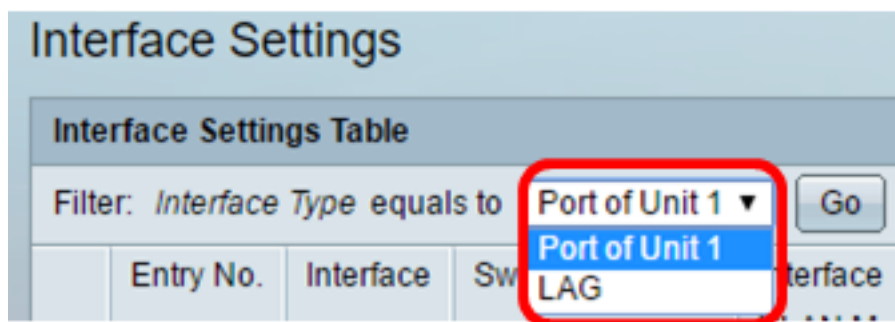 Interface Settings
Interface Settings Table
Filter: Interface Type equals to Port of Unit 1 Go
Port of Unit 1
LAG
Entry No. Interface